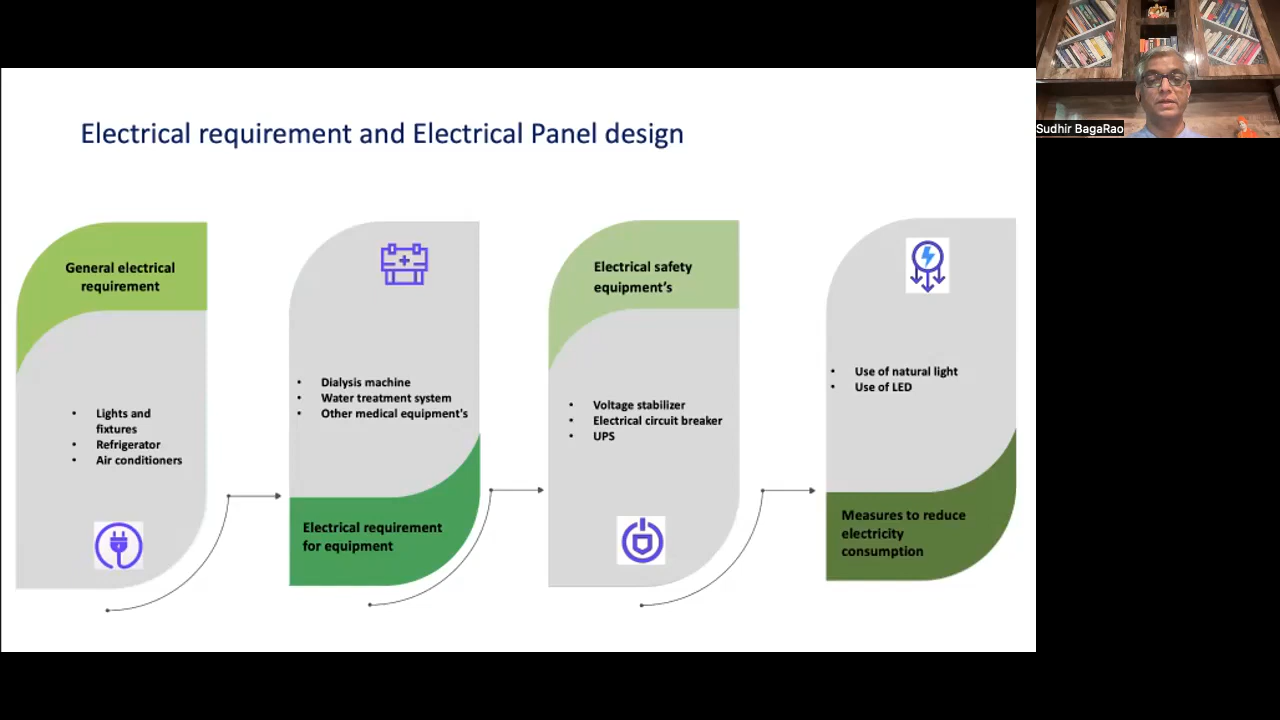 Electrical requirement and Electrical Panel design
General electrical
requirement
• Lights and
fixtures
• Refrigerator
• Air conditioners
• Dialysis machine
• Water treatment system
• Other medical equipment's
Electrical requirement
for equipment
Electrical safety
equipment's
• Voltage stabilizer
• Electrical circuit breaker
• UPS
• Use of natural light
• Use of LED
Measures to reduce
electricity
consumption
Sudhir BagaRao